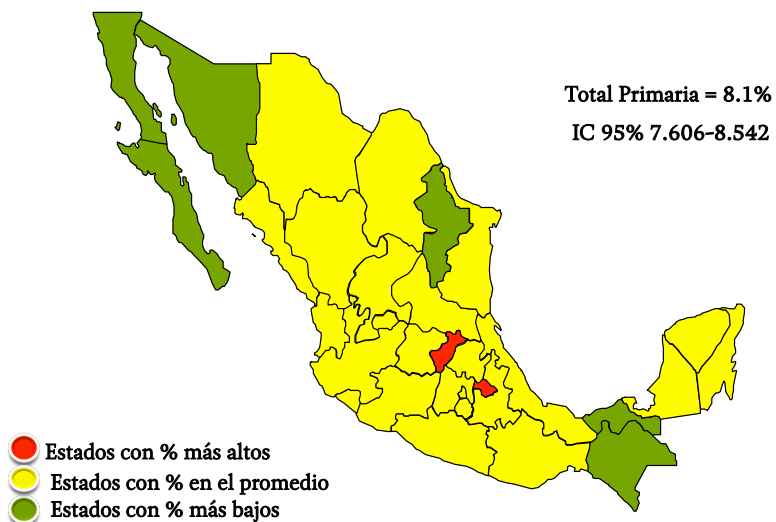 Total Primaria = 8.1%
IC 95% 7.606-8.542
Estados con % más altos
Estados con % en el promedio
Estados con % más bajos